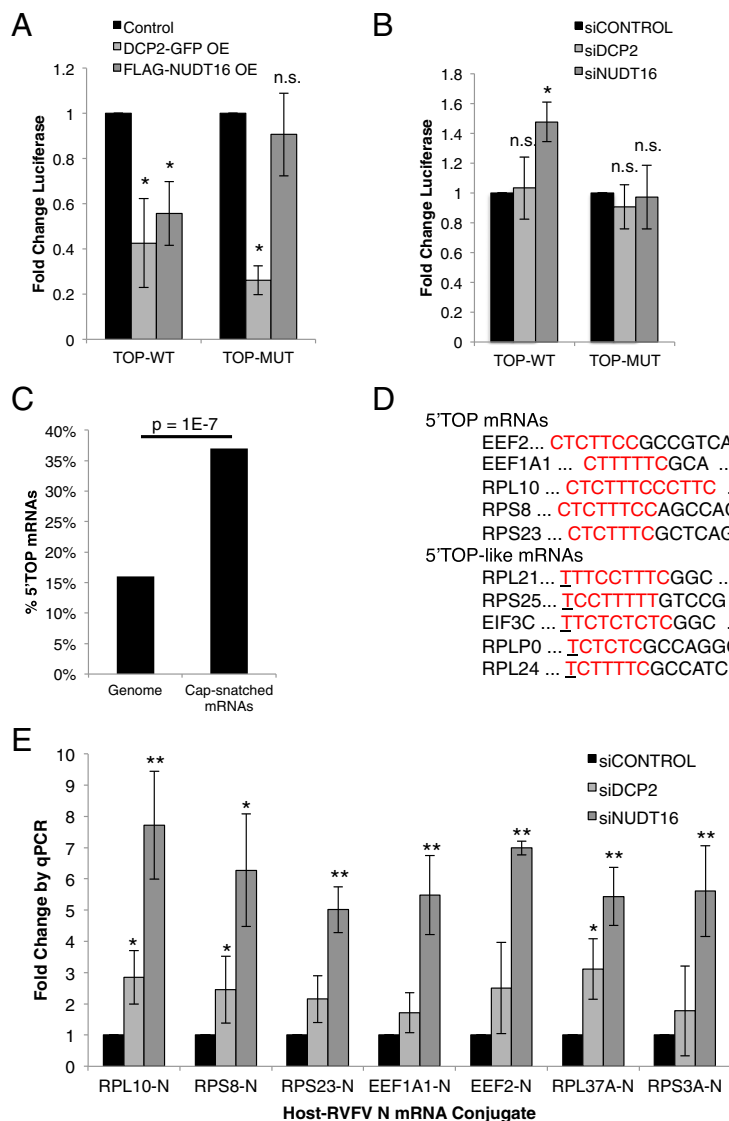 A
Control
DCP2-GFP OE
FLAG-NUDT16 OE
Fold Change Luciferase
1.2
1
0.8
0.6
0.4
0.2
0
*
*
*
n.s.
TOP-WT
TOP-MUT
B
siCONTROL
siDCP2
siNUDT16
Fold Change Luciferase
1.8
1.6
1.4
1.2
1
0.8
0.6
0.4
0.2
0
n.s.
*
n.s.
n.s.
TOP-WT
TOP-MUT
C
p = 1E-7
% 5'TOP mRNAs
40%
35%
30%
25%
20%
15%
10%
5%
0%
Genome
Cap-snatched
mRNAs
D
5'TOP mRNAs
EEF2... CTCTTCCGCCGTCA
EEF1A1 ... CTTTTTCGCA ...
RPL10 ... CTCTTTCCCTTC ...
RPS8 ... CTCTTTCCAGCCAG
RPS23 ... CTCTTTCGCTCAG
5'TOP-like mRNAs
RPL21... TTTCCTTTCGGC ...
RPS25... TCCTTTTTGTCCG
EIF3C ... TTCTCTCTCGGC ...
RPLP0 ... TCTCTCGCCAGG
RPL24 ... TCTTTTCGCCATC
E
siCONTROL
siDCP2
siNUDT16
Fold Change by qPCR
10
9
8
7
6
5
4
3
2
1
0
*
**
*
*
**
**
**
*
**
**
RPL10-N
RPS8-N
RPS23-N
EEF1A1-N
EEF2-N
RPL37A-N
RPS3A-N
Host-RVFV N mRNA Conjugate